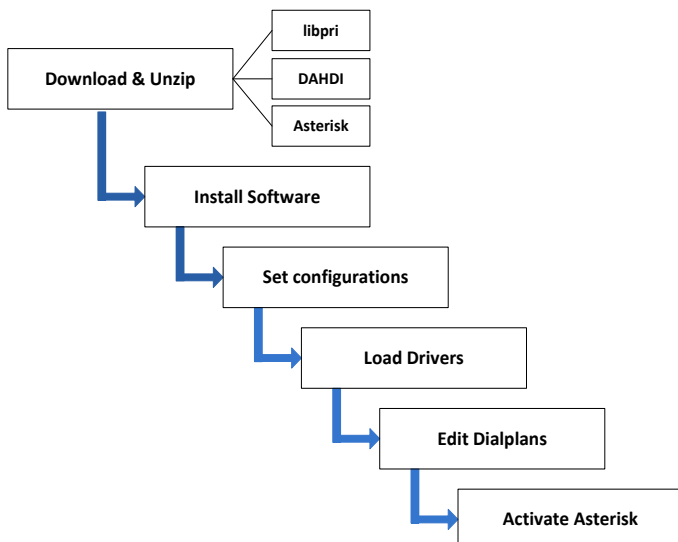 libpri
Download & Unzip
DAHDI
Asterisk
Install Software
Set configurations
Load Drivers
Edit Dialplans
Activate Asterisk